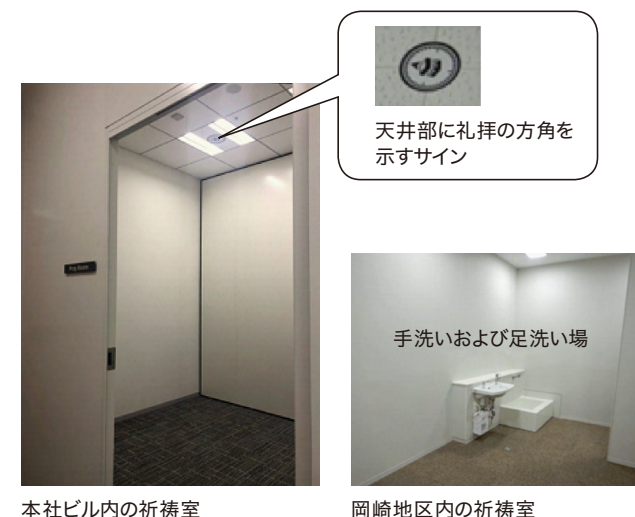 天井部に礼拝の方角を
示すサイン
Pray Room
手洗いおよび足洗い場
本社ビル内の祈祷室
岡崎地区内の祈祷室